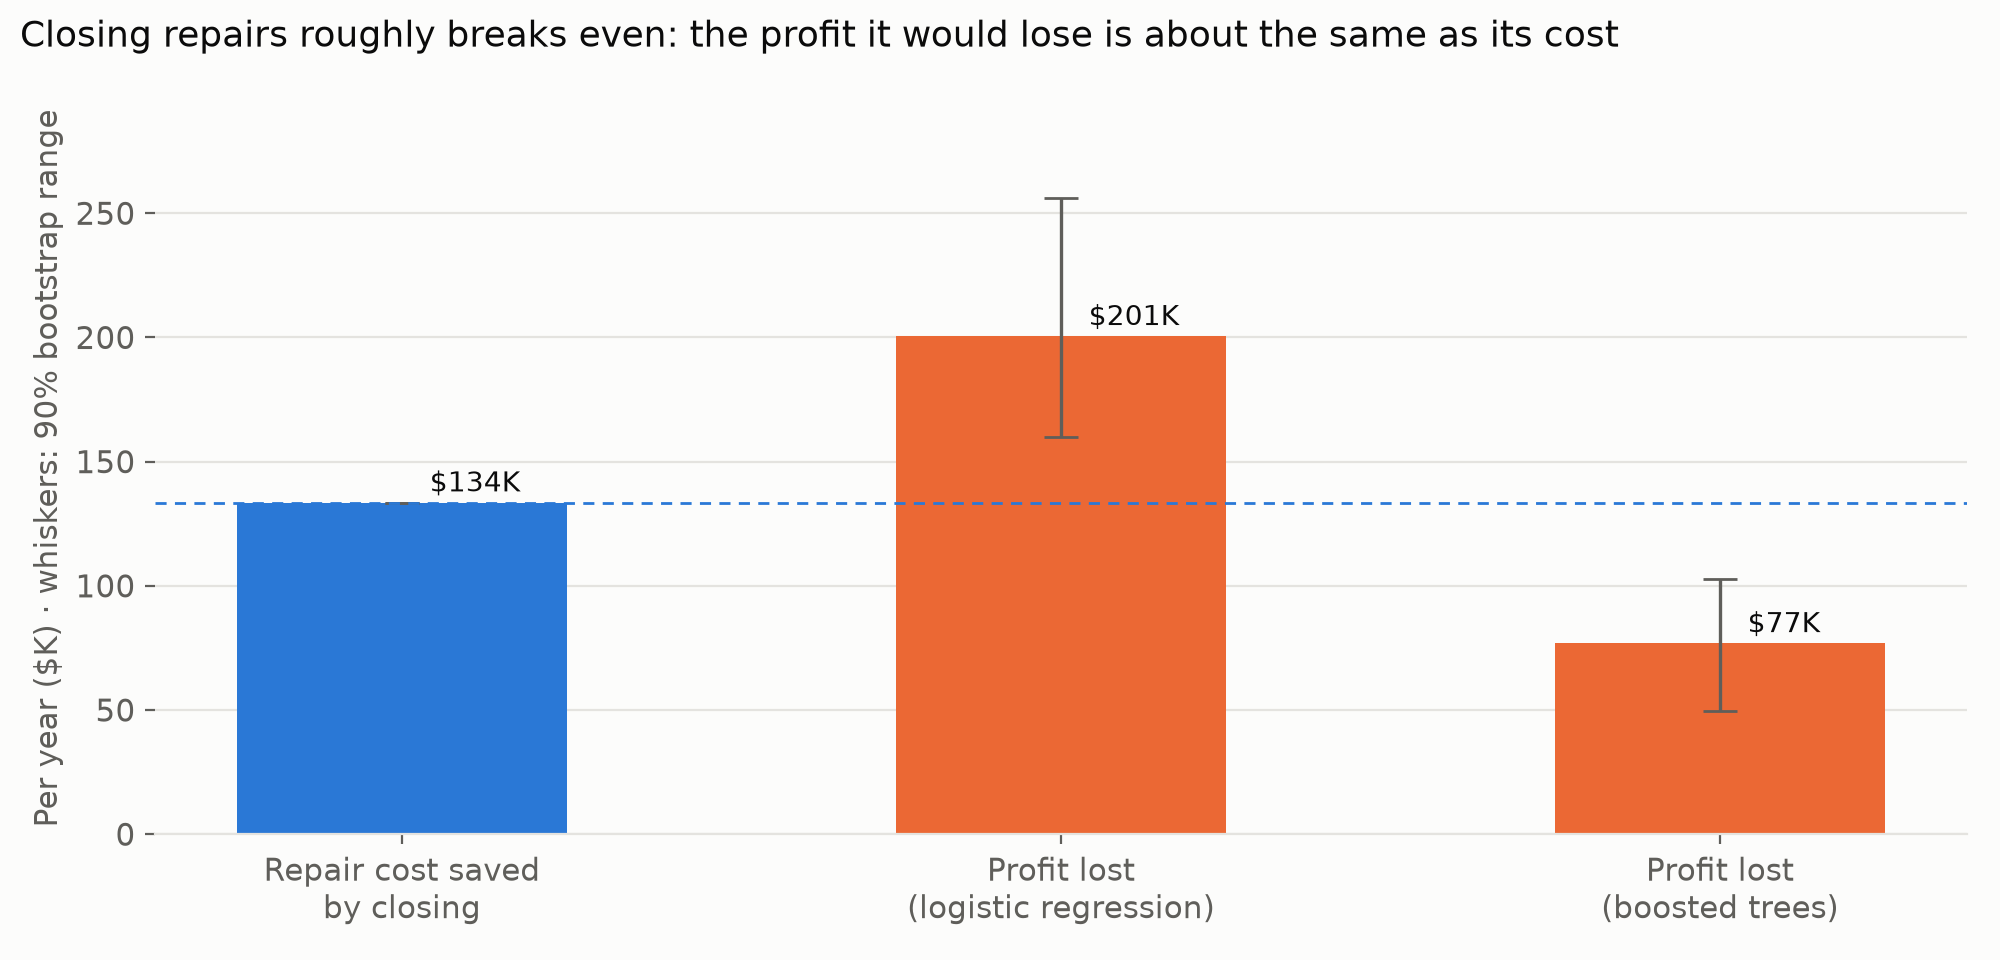 Closing repairs roughly breaks even: the profit it would lose is about the same as its cost
Per year ($K) · whiskers: 90% bootstrap range
250
200
150
100
50
0
$134K
$201K
$77K
Repair cost saved
by closing
Profit lost
(logistic regression)
Profit lost
(boosted trees)